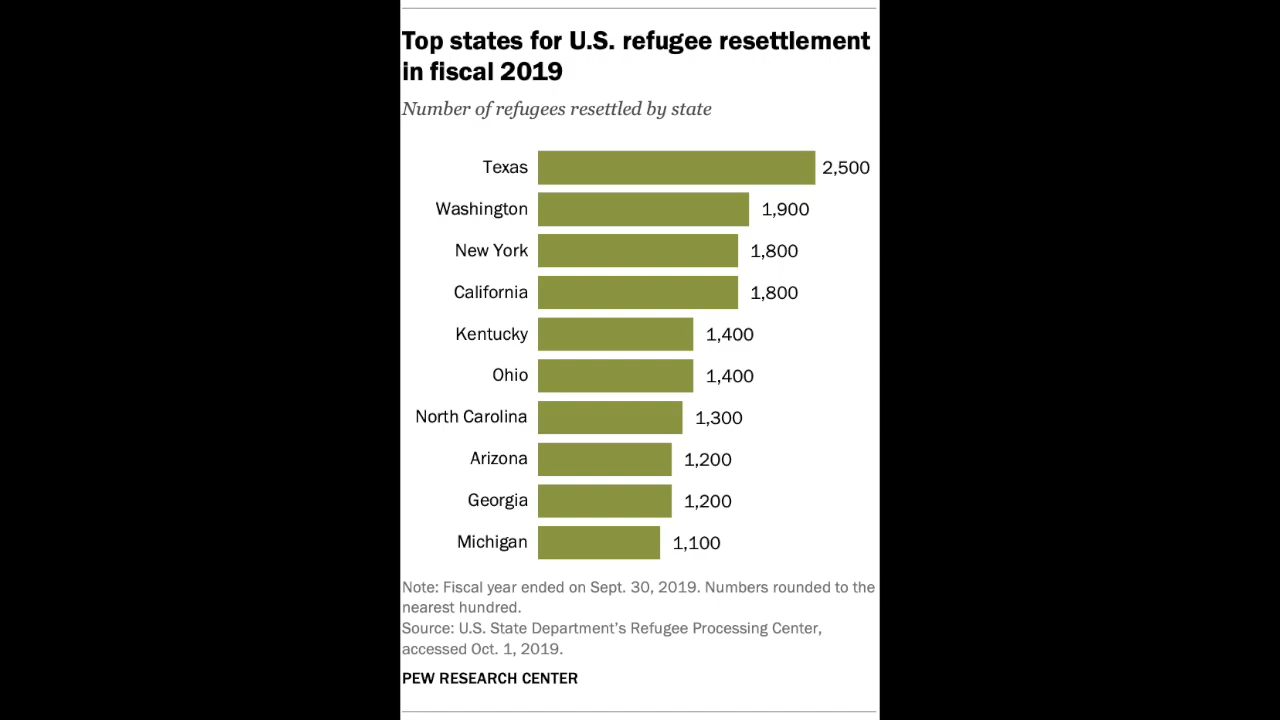 Top states for U.S. refugee resettlement
in fiscal 2019
Number of refugees resettled by state
Texas 2,500
Washington 1,900
New York 1,800
California 1,800
Kentucky 1,400
Ohio 1,400
North Carolina 1,300
Arizona 1,200
Georgia 1,200
Michigan 1,100
Note: Fiscal year ended on Sept. 30, 2019. Numbers rounded to the
nearest hundred.
Source: U.S. State Department’s Refugee Processing Center,
accessed Oct. 1, 2019.
PEW RESEARCH CENTER